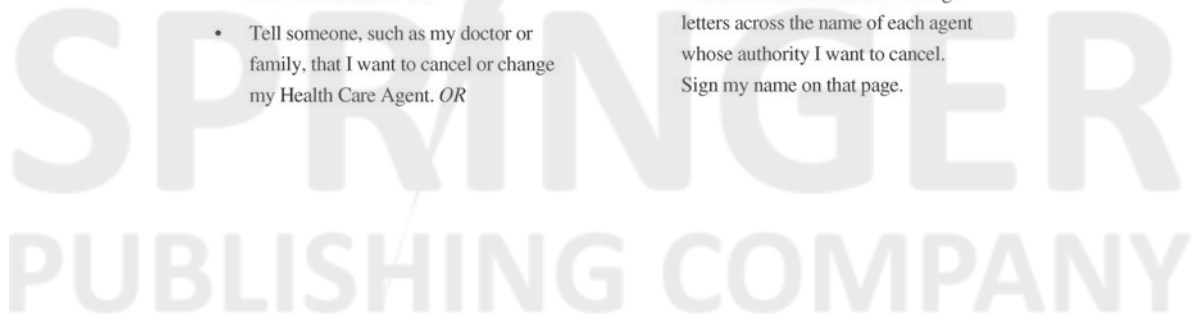 • Tell someone, such as my doctor or
family, that I want to cancel or change
my Health Care Agent. OR
letters across the name of each agent
whose authority I want to cancel.
Sign my name on that page.
SPRINGER
PUBLISHING COMPANY